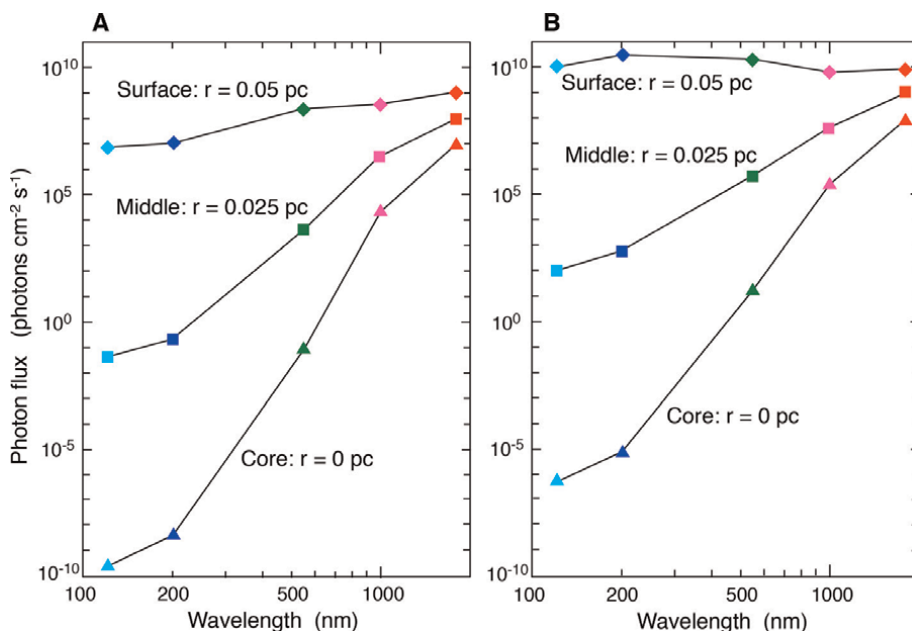 A
B
Photon flux (photons cm⁻² s⁻¹)
10¹⁰
10⁵
10⁰
10⁻⁵
10⁻¹⁰
Surface: r = 0.05 pc
Middle: r = 0.025 pc
Core: r = 0 pc
100
200
500
1000
Wavelength (nm)
10¹⁰
10⁵
10⁰
10⁻⁵
10⁻¹⁰
Surface: r = 0.05 pc
Middle: r = 0.025 pc
Core: r = 0 pc
100
200
500
1000
Wavelength (nm)